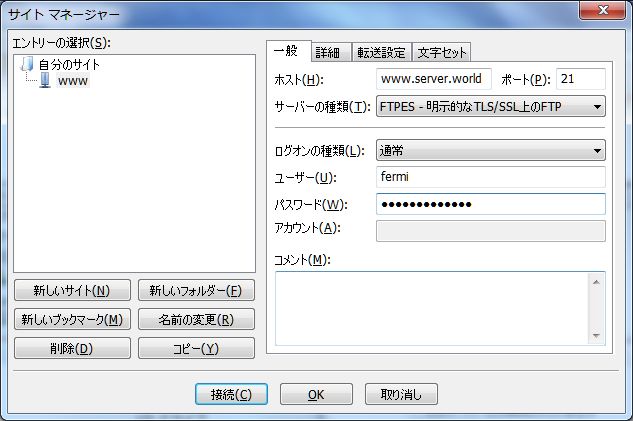 サイト マネージャー
エントリーの選択(S):
自分のサイト
www
新しいサイト(N) 新しいフォルダー(F)
新しいブックマーク(M) 名前の変更(R)
削除(D) コピー(Y)
一般 詳細 転送設定 文字セット
ホスト(H): www.server.world ポート(P): 21
サーバーの種類(T): FTPES - 明示的なTLS/SSL上のFTP
ログオンの種類(L): 通常
ユーザー(U): fermi
パスワード(W): ●●●●●●●●●●●●●
アカウント(A):
コメント(M):
接続(C) OK 取り消し